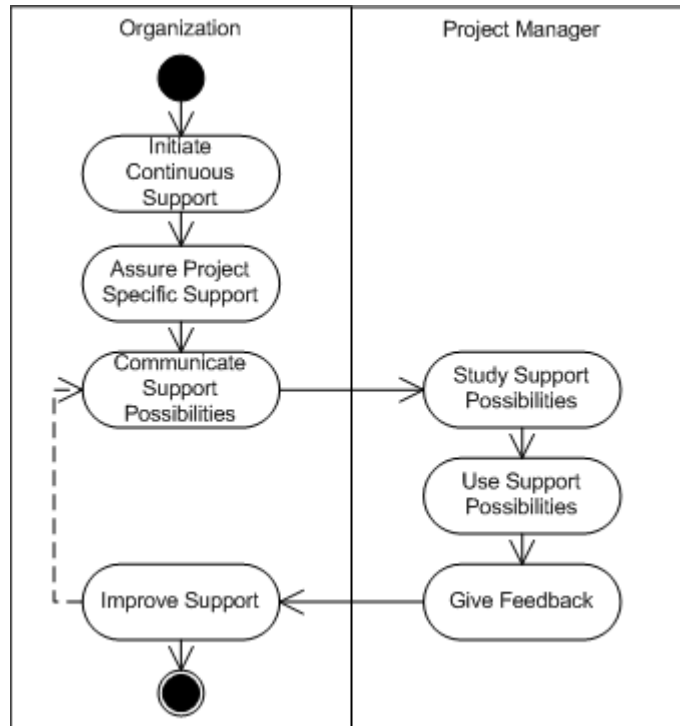 Organization
Project Manager
Initiate
Continuous
Support
Assure Project
Specific Support
Communicate
Support
Possibilities
Study Support
Possibilities
Use Support
Possibilities
Improve Support
Give Feedback